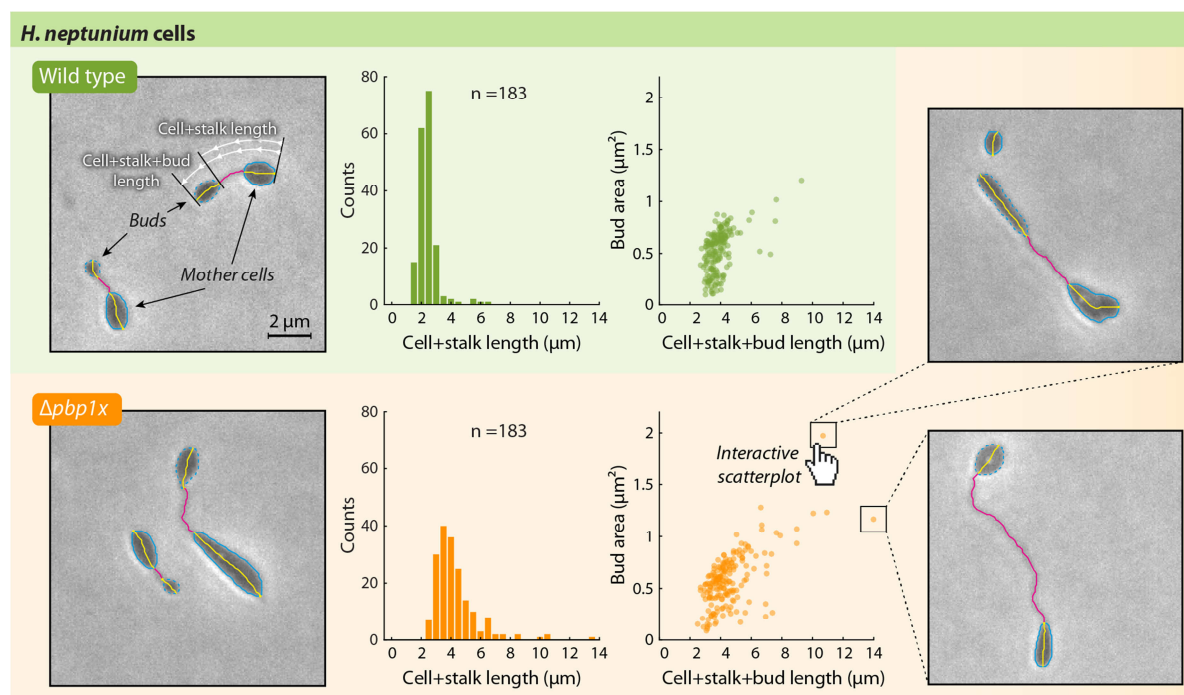 H. neptunium cells
Wild type
Cell+stalk length
Cell+stalk+bud
length
Buds
Mother cells
2 μm
80
60
40
20
0
Counts
n =183
0 2 4 6 8 10 12 14
Cell+stalk length (μm)
2
1.5
1
0.5
0
Bud area (μm²)
0 2 4 6 8 10 12 14
Cell+stalk+bud length (μm)
Δpbp1x
80
60
40
20
0
Counts
n =183
0 2 4 6 8 10 12 14
Cell+stalk length (μm)
2
1.5
1
0.5
0
Bud area (μm²)
Interactive
scatterplot
0 2 4 6 8 10 12 14
Cell+stalk+bud length (μm)